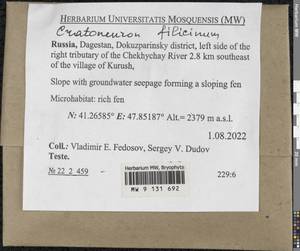 HERBARIUM UNIVERSITATIS MOSQUENSIS (MW)
Cratoneuron filicinum
Russia, Dagestan, Dokuzparinsky district, left side of the
right tributary of the Chekhychay River 2.8 km southeast
of the village of Kurush,
Slope with groundwater seepage forming a sloping fen
Microhabitat: rich fen
N: 41.26585° E: 47.85187° Alt= 2379 m a.s.l.
1.08.2022
Coll.: Vladimir E. Fedosov, Sergey V. Dudov
Teste.
№ 22_2_459
229:6
Herbarium MW, Bryophyta
MW 9 131 692